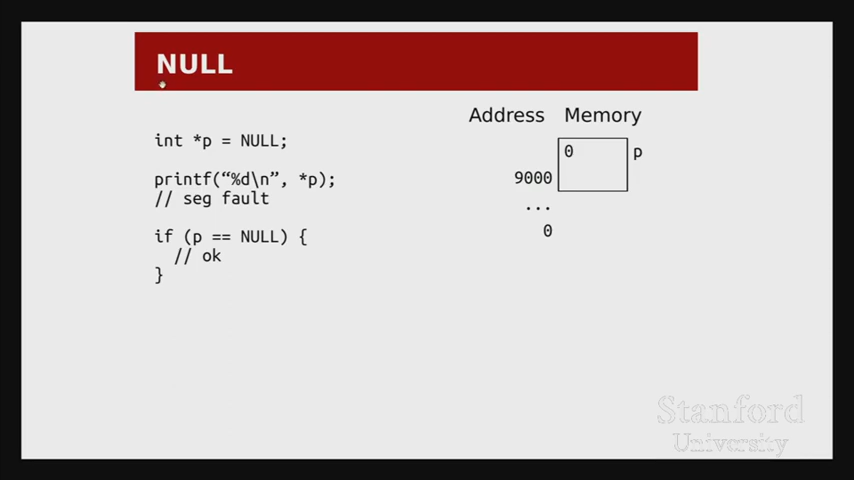 NULL
int *p = NULL;
printf(“%d\n”, *p);
// seg fault
if (p == NULL) {
// ok
}
Address Memory
0 p
9000
...
0
Stanford
University